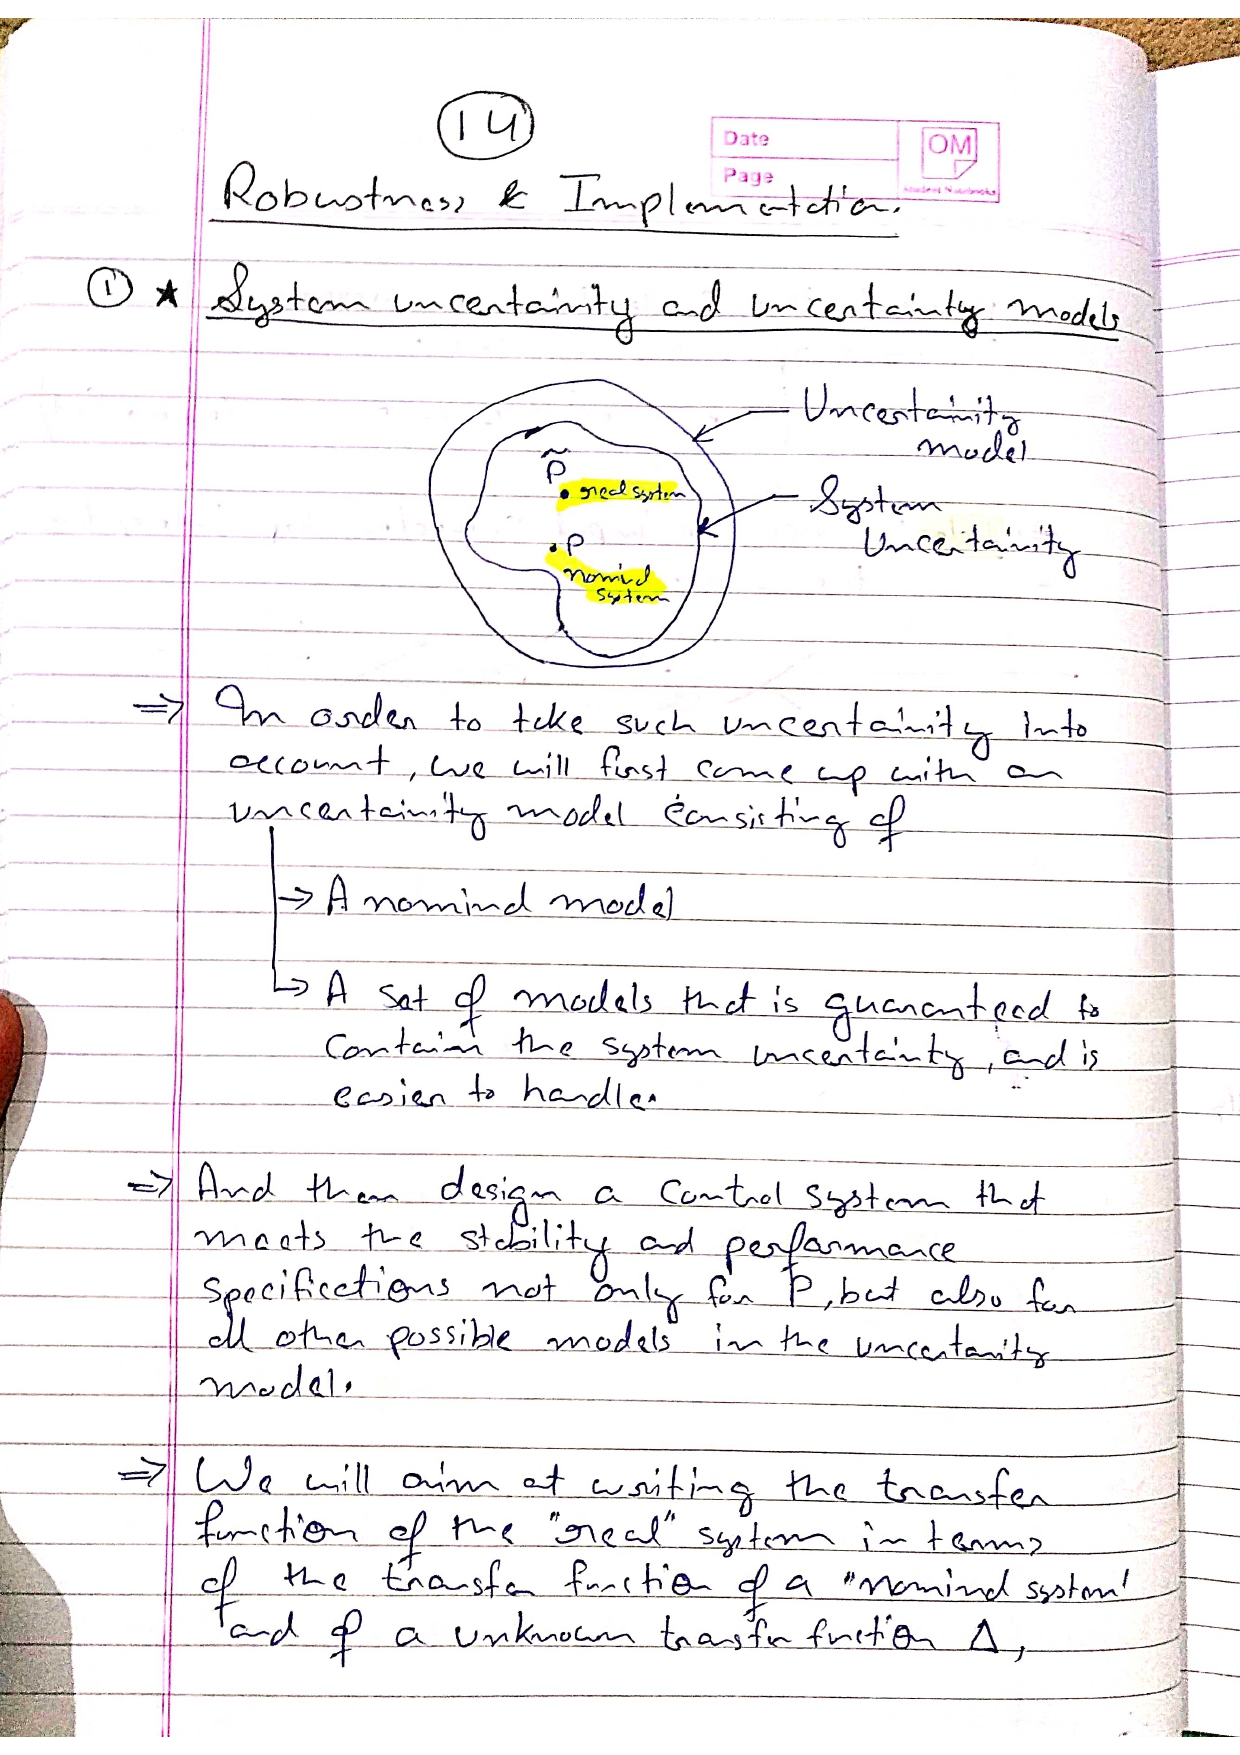 14
Date
OM
Page
Student Notebooks
Robustness & Implementation.
① ★ System uncertainity and uncertainty models
Uncertainity
model
P̃
• real system
System
Uncertainity
• P
nominal
system
⇒ In order to take such uncertainity into
account, we will first come up with an
uncertainity model consisting of
→ A nominal model
↳ A set of models that is guaranteed to
contain the system uncertainty, and is
easier to handle.
⇒ And then design a control system that
meets the stability and performance
specifications not only for P, but also for
all other possible models in the uncertanity
model.
⇒ We will aim at writing the transfer
function of the "real" system in terms
of the transfer function of a "nominal system"
and of a unknown transfer function Δ,